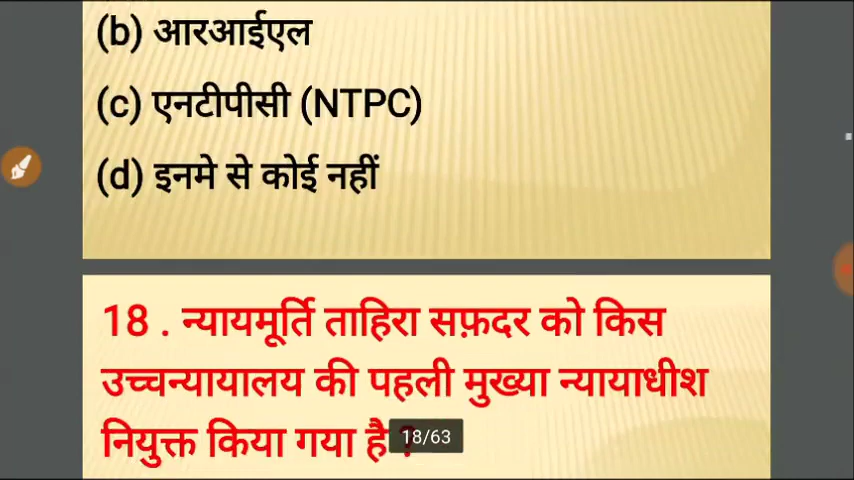 (b) आरआईएल
(c) एनटीपीसी (NTPC)
(d) इनमे से कोई नहीं
18 . न्यायमूर्ति ताहिरा सफ़दर को किस
उच्चन्यायालय की पहली मुख्या न्यायाधीश
नियुक्त किया गया है ?
18/63